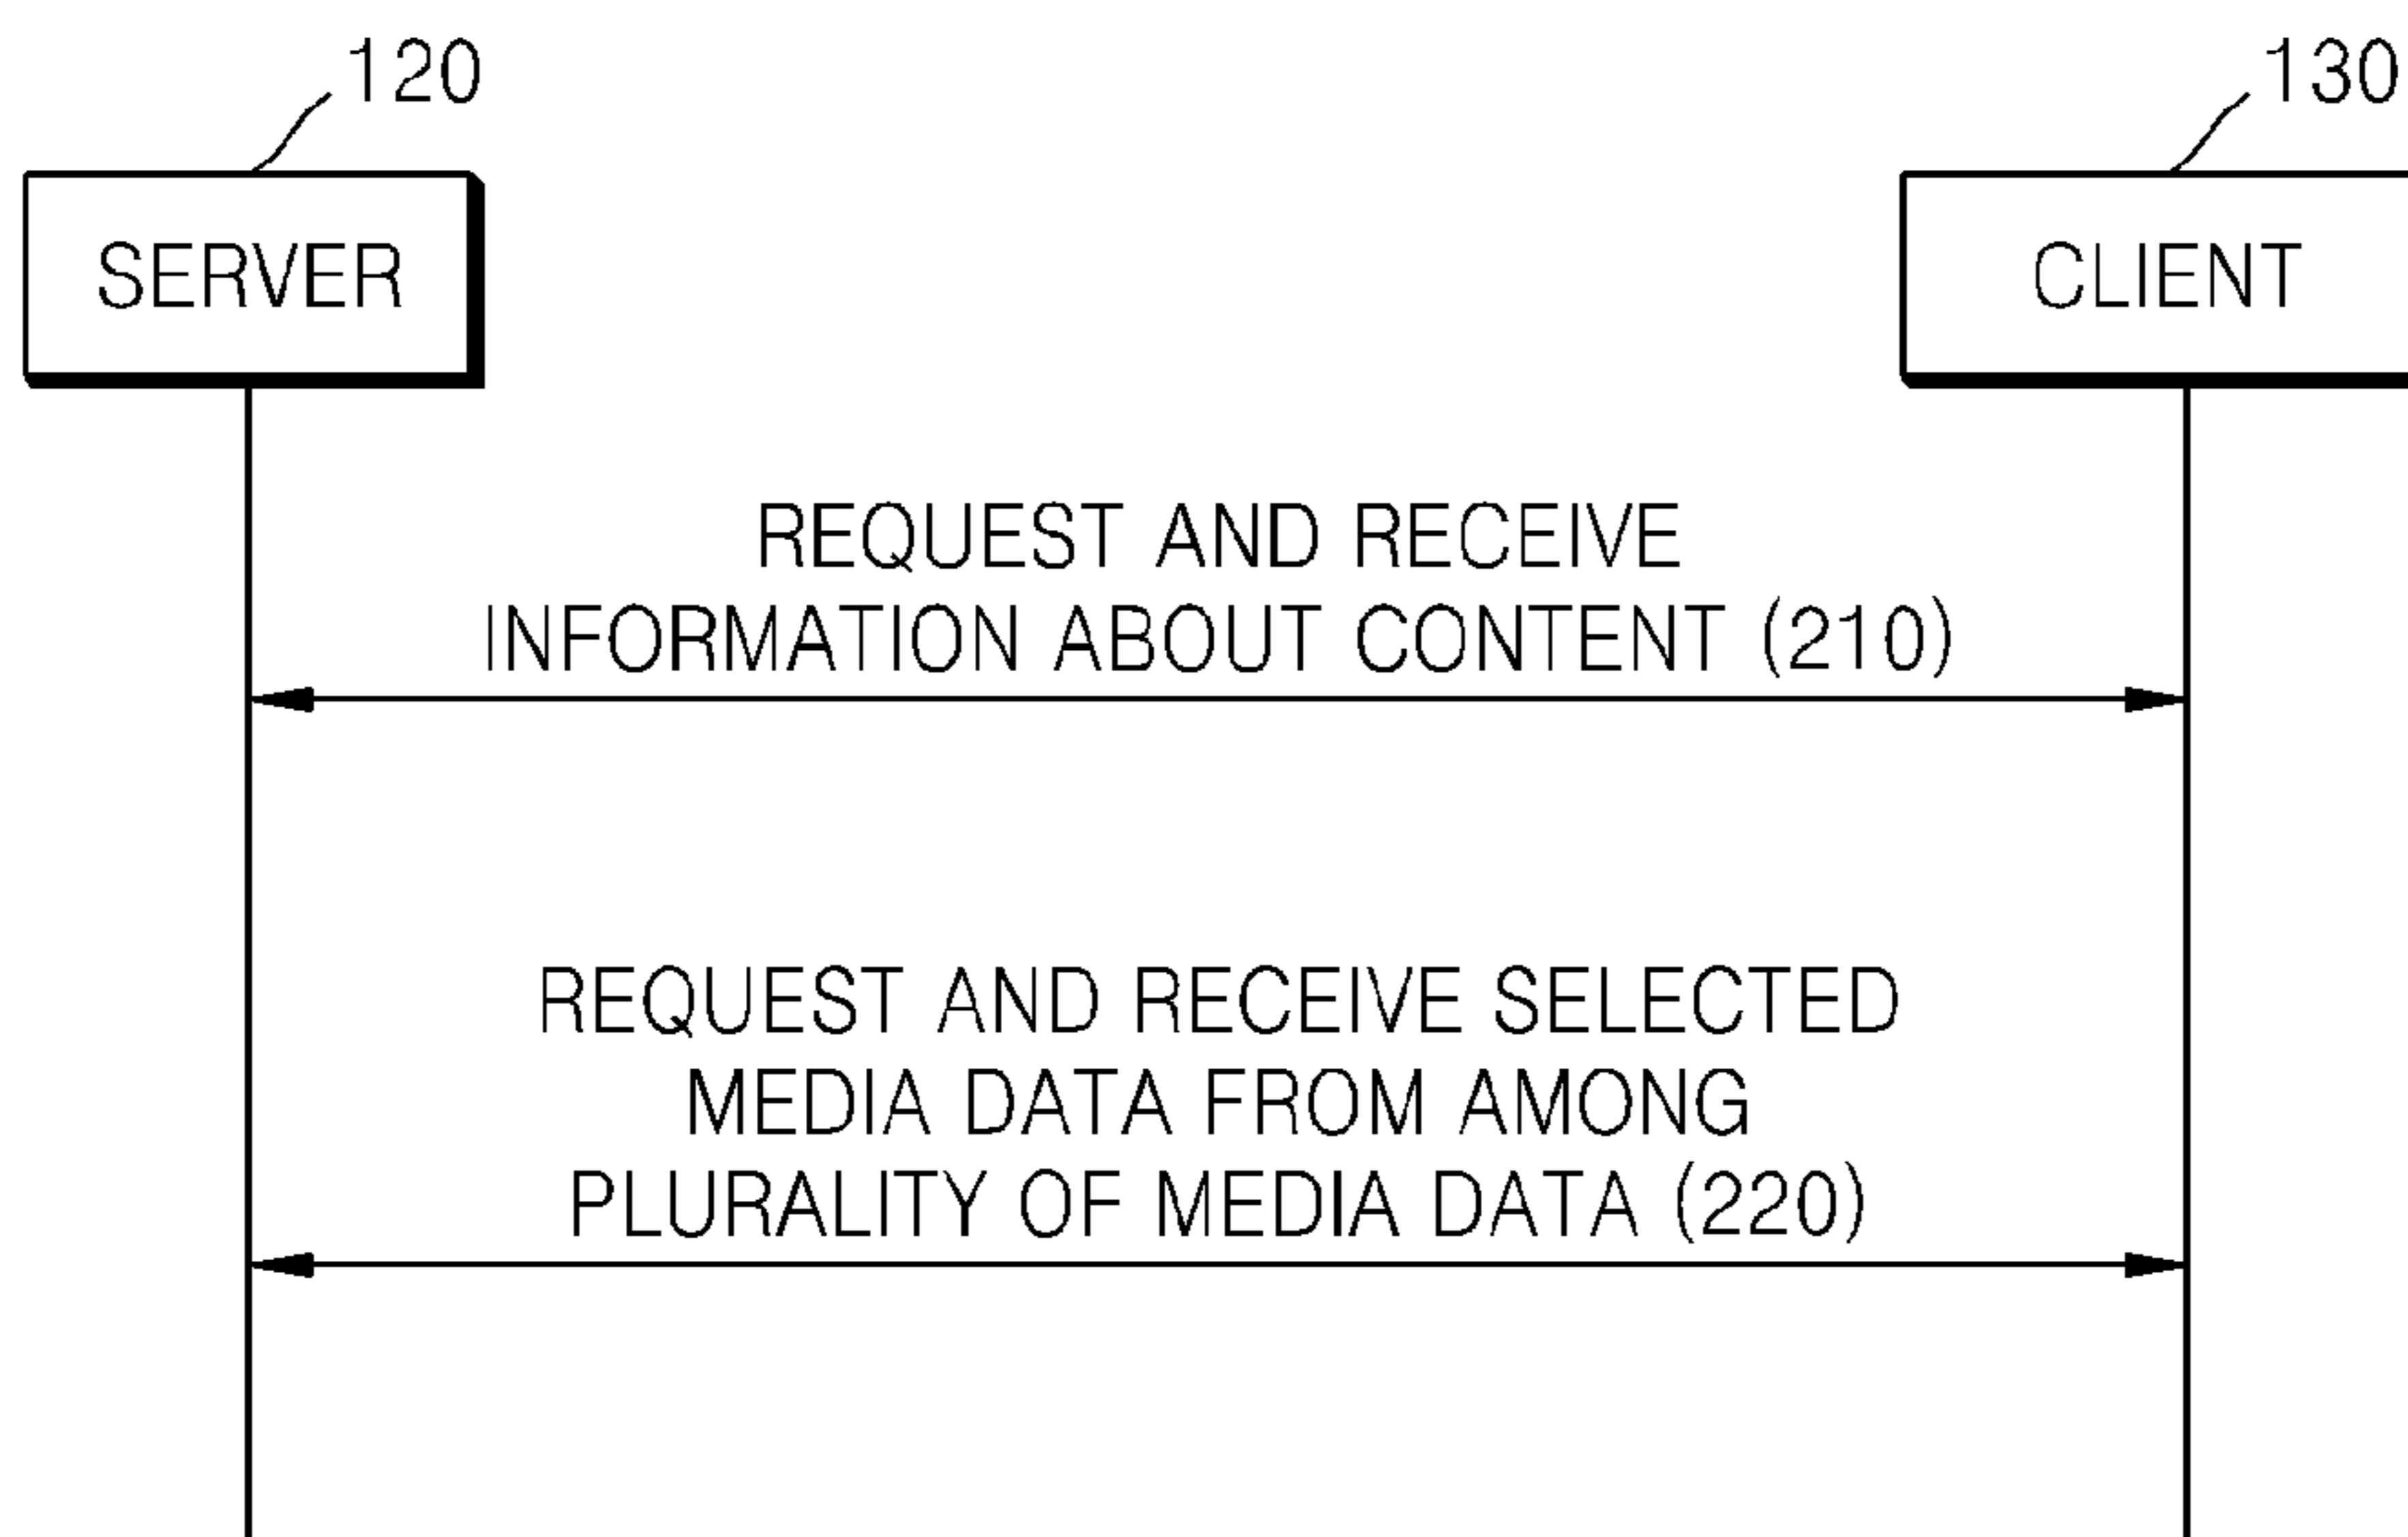 120
130
SERVER
CLIENT
REQUEST AND RECEIVE
INFORMATION ABOUT CONTENT (210)
REQUEST AND RECEIVE SELECTED
MEDIA DATA FROM AMONG
PLURALITY OF MEDIA DATA (220)